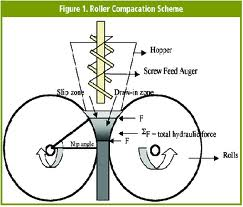 Figure 1. Roller Compacation Scheme
Hopper
Screw Feed Auger
Slip zone
Draw-in zone
F
ΣF = total hydraulic force
Nip angle
F
Rolls